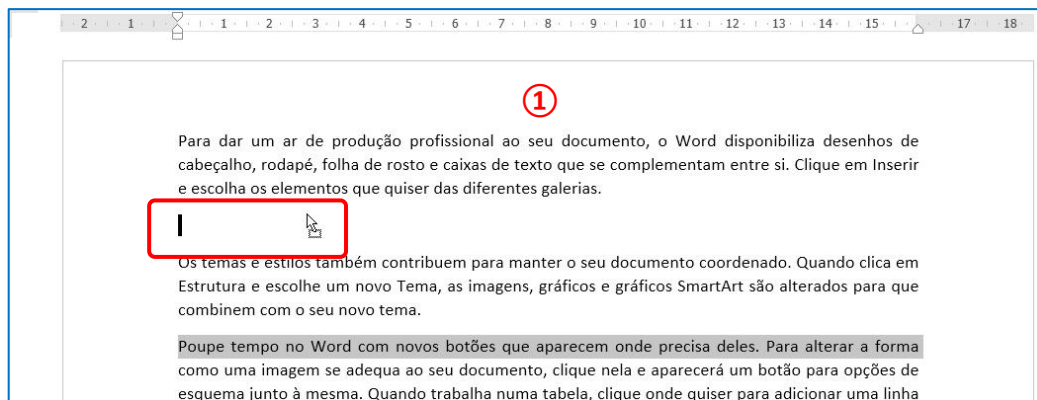 2 1 1 2 3 4 5 6 7 8 9 10 11 12 13 14 15 17 18
①
Para dar um ar de produção profissional ao seu documento, o Word disponibiliza desenhos de
cabeçalho, rodapé, folha de rosto e caixas de texto que se complementam entre si. Clique em Inserir
e escolha os elementos que quiser das diferentes galerias.
Os temas e estilos também contribuem para manter o seu documento coordenado. Quando clica em
Estrutura e escolhe um novo Tema, as imagens, gráficos e gráficos SmartArt são alterados para que
combinem com o seu novo tema.
Poupe tempo no Word com novos botões que aparecem onde precisa deles. Para alterar a forma
como uma imagem se adequa ao seu documento, clique nela e aparecerá um botão para opções de
esquema junto à mesma. Quando trabalha numa tabela, clique onde quiser para adicionar uma linha